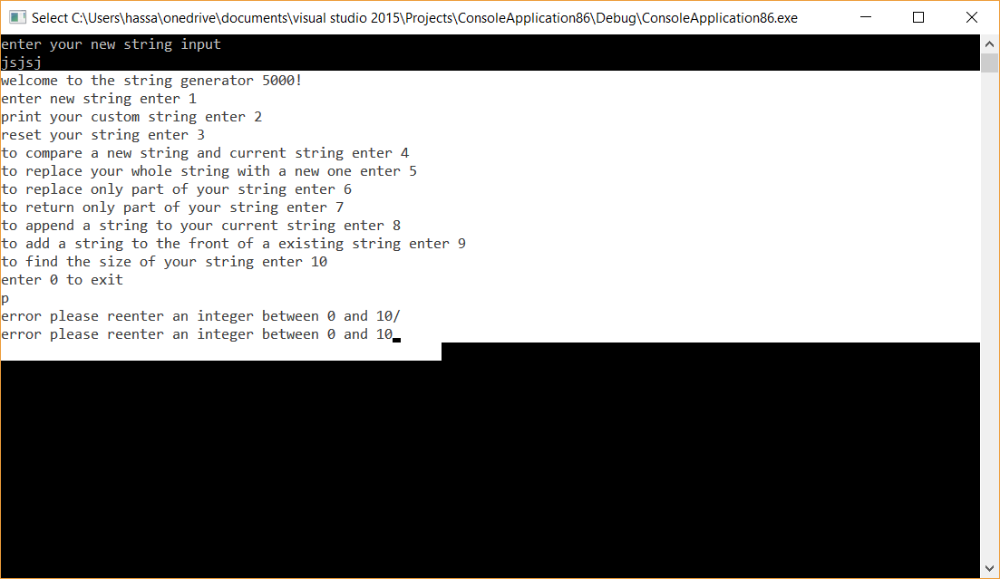 Select C:\Users\hassa\onedrive\documents\visual studio 2015\Projects\ConsoleApplication86\Debug\ConsoleApplication86.exe
enter your new string input
jsjsj
welcome to the string generator 5000!
enter new string enter 1
print your custom string enter 2
reset your string enter 3
to compare a new string and current string enter 4
to replace your whole string with a new one enter 5
to replace only part of your string enter 6
to return only part of your string enter 7
to append a string to your current string enter 8
to add a string to the front of a existing string enter 9
to find the size of your string enter 10
enter 0 to exit
p
error please reenter an integer between 0 and 10/
error please reenter an integer between 0 and 10